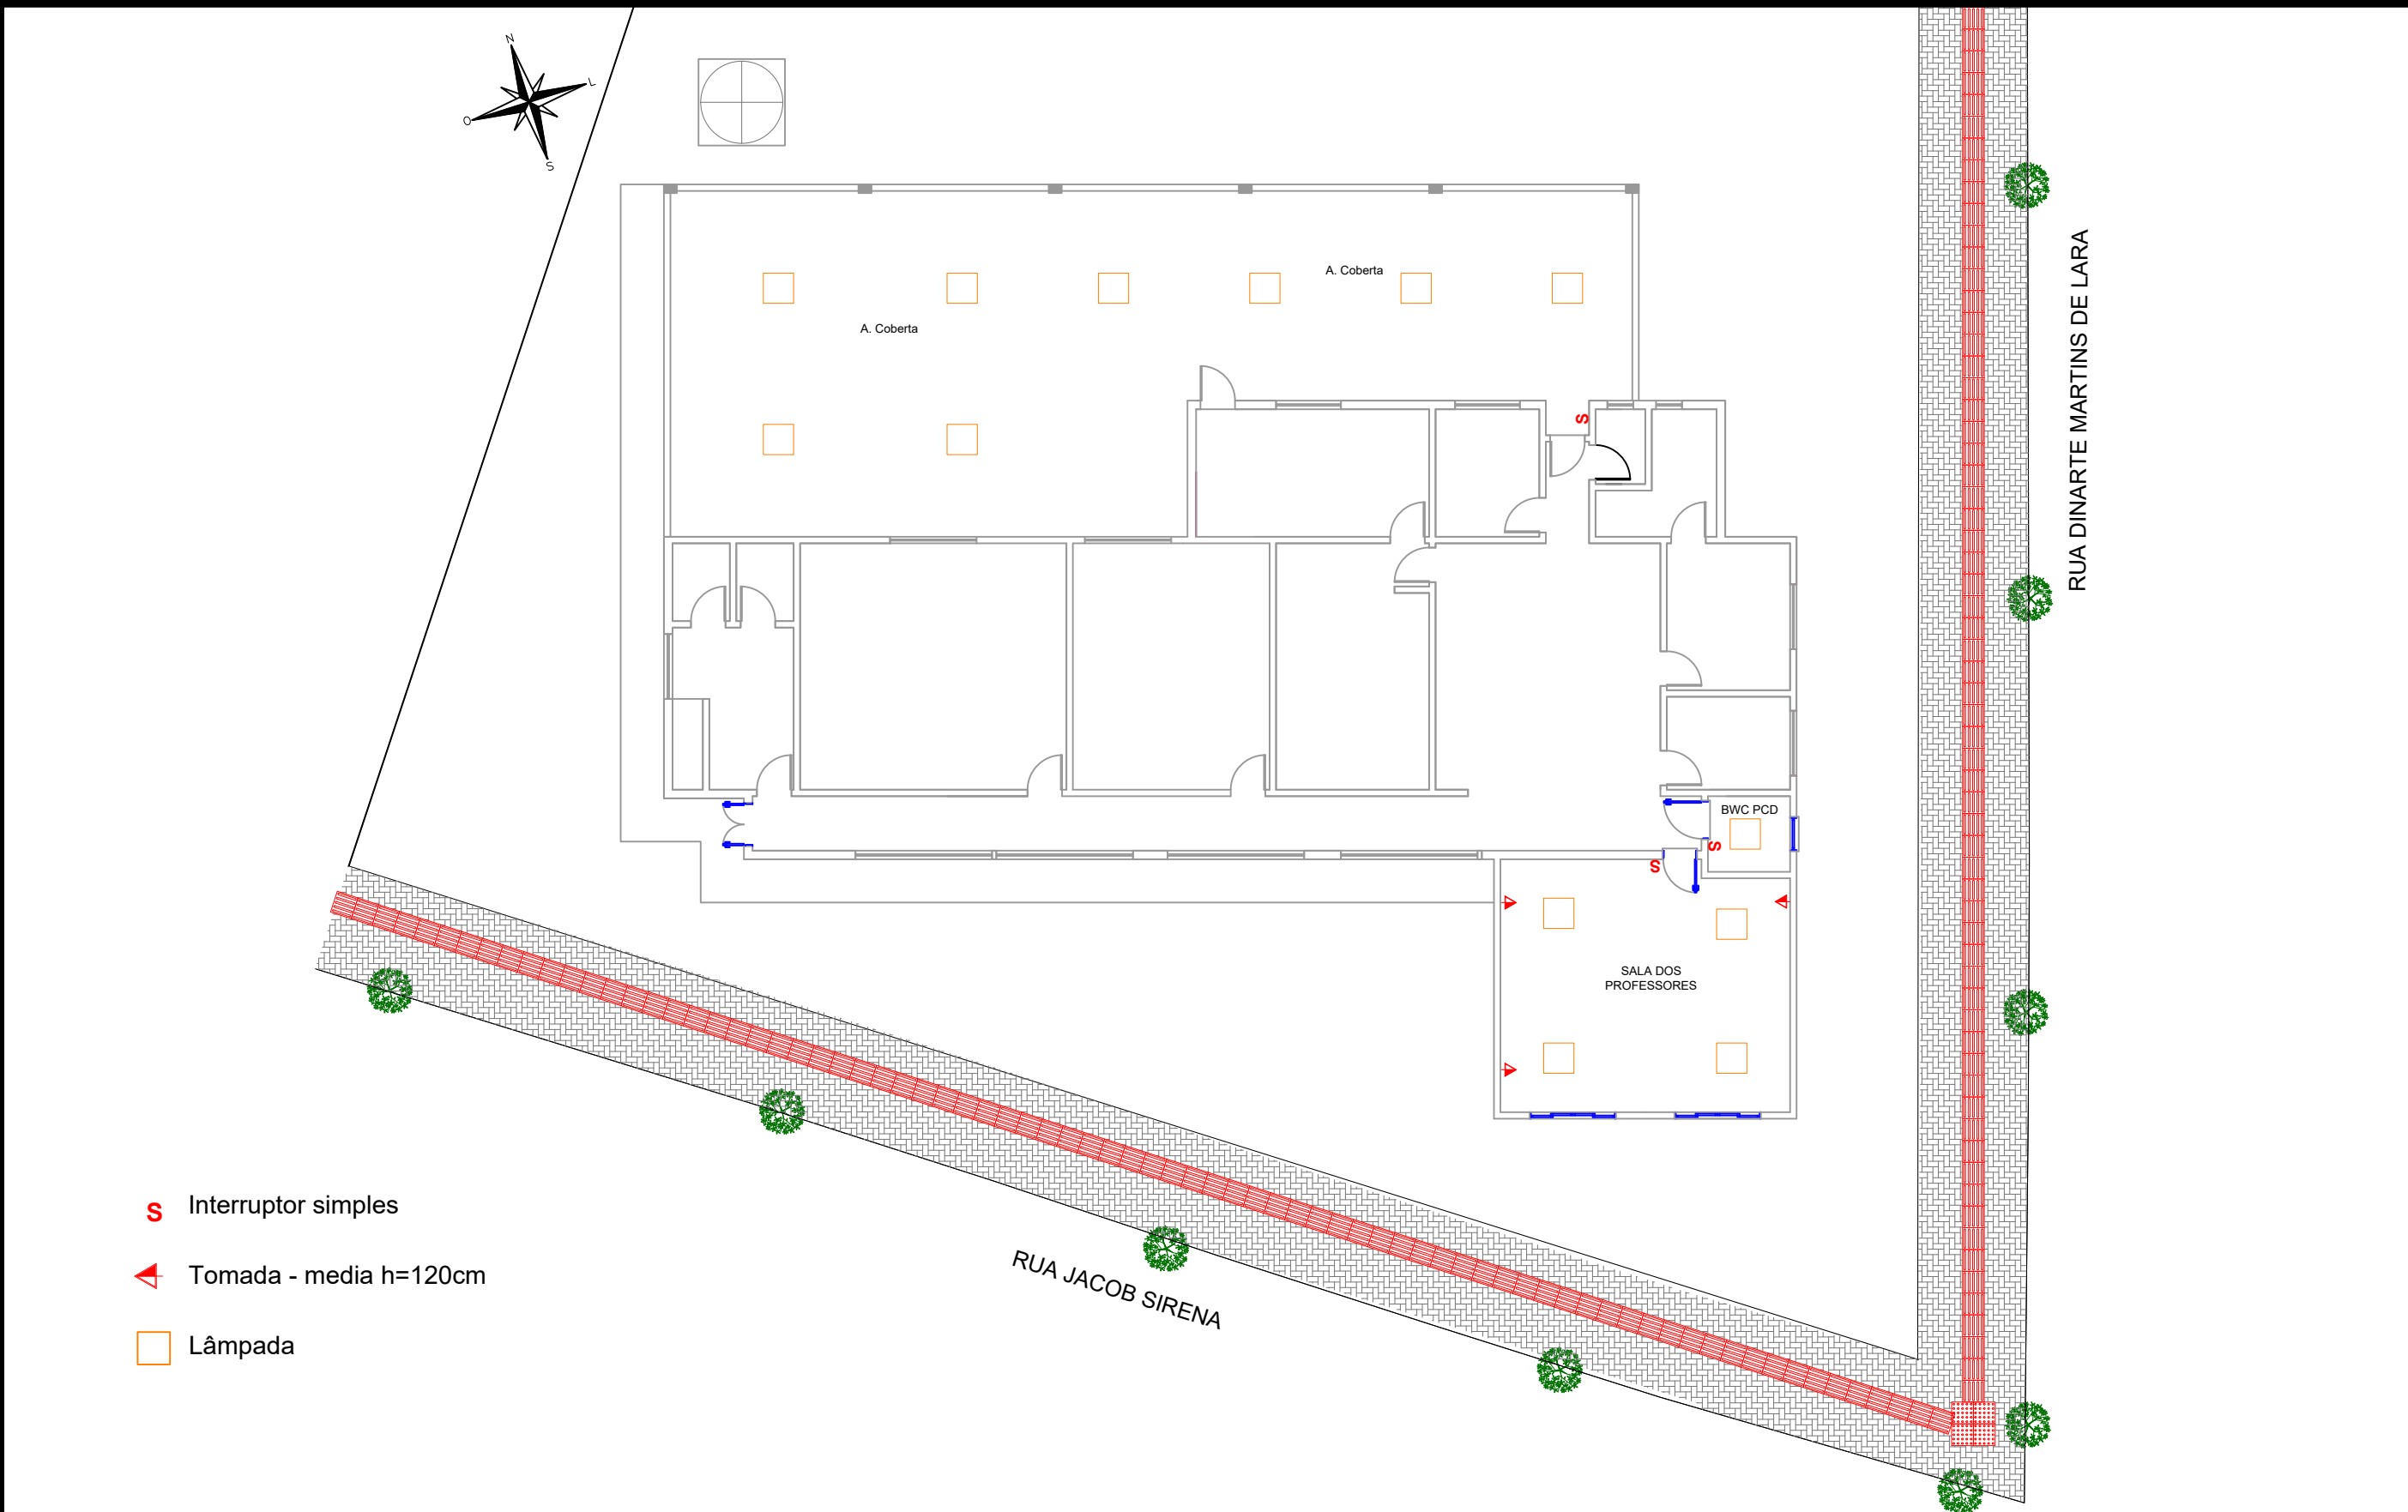 N
L
O
S
A. Coberta
A. Coberta
S
RUA DINARTE MARTINS DE LARA
BWC PCD
S
S
SALA DOS
PROFESSORES
S Interruptor simples
Tomada - media h=120cm
Lâmpada
RUA JACOB SIRENA